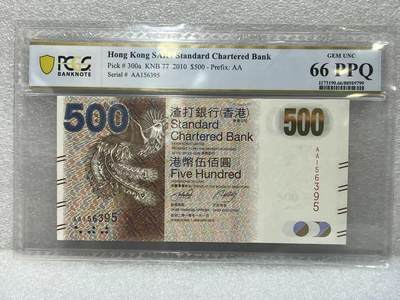 PCGS
BANKNOTE
Hong Kong SAR, Standard Chartered Bank
Pick # 300a KNB 77 2010 $500 - Prefix: AA
Serial # AA156395
GEM UNC
66 PPQ
500
渣打銀行(香港)
Standard
Chartered Bank
港幣伍佰圓
Five Hundred
500
AA156395
AA156395